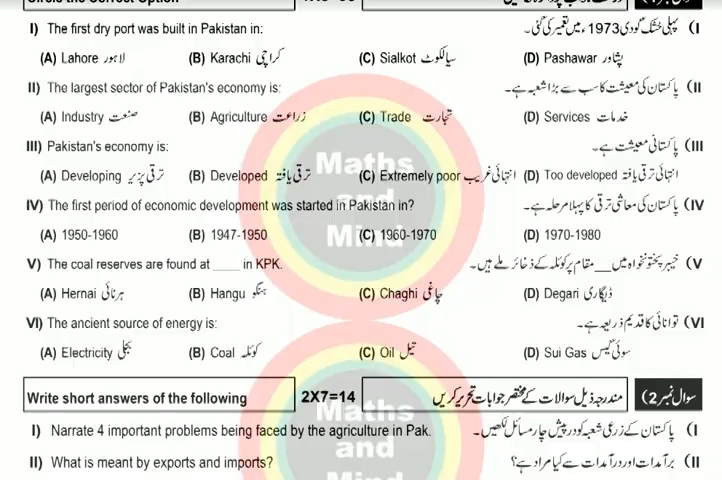 I) The first dry port was built in Pakistan in: پہلی خشک گودی 1973ء میں تعمیر کی گئی۔ (I
(A) Lahore لاہور (B) Karachi کراچی (C) Sialkot سیالکوٹ (D) Pashawar پشاور
II) The largest sector of Pakistan's economy is: پاکستان کی معیشت کا سب سے بڑا شعبہ ہے۔ (II
(A) Industry صنعت (B) Agriculture زراعت (C) Trade تجارت (D) Services خدمات
III) Pakistan's economy is: پاکستانی معیشت ہے۔ (III
(A) Developing ترقی پزیر (B) Developed ترقی یافتہ (C) Extremely poor انتہائی غریب (D) Too developed انتہائی ترقی یافتہ
IV) The first period of economic development was started in Pakistan in? پاکستان کی معاشی ترقی کا پہلا مرحلہ ہے۔ (IV
(A) 1950-1960 (B) 1947-1950 (C) 1960-1970 (D) 1970-1980
V) The coal reserves are found at ____ in KPK. خیبر پختونخواہ میں ___ مقام پر کوئلہ کے ذخائر ملے ہیں۔ (V
(A) Hernai ہرنائی (B) Hangu ہنگو (C) Chaghi چاغی (D) Degari ڈیگاری
VI) The ancient source of energy is: توانائی کا قدیم ذریعہ ہے۔ (VI
(A) Electricity بجلی (B) Coal کوئلہ (C) Oil تیل (D) Sui Gas سوئی گیس
Write short answers of the following 2X7=14 مندرجہ ذیل سوالات کے مختصر جوابات تحریر کریں سوال نمبر 2)
I) Narrate 4 important problems being faced by the agriculture in Pak. پاکستان کے زرعی شعبہ کو درپیش چار مسائل لکھیں۔ (I
II) What is meant by exports and imports? برآمدات اور درآمدات سے کیا مراد ہے؟ (II
Maths
and
Mind
Maths
and
Mind